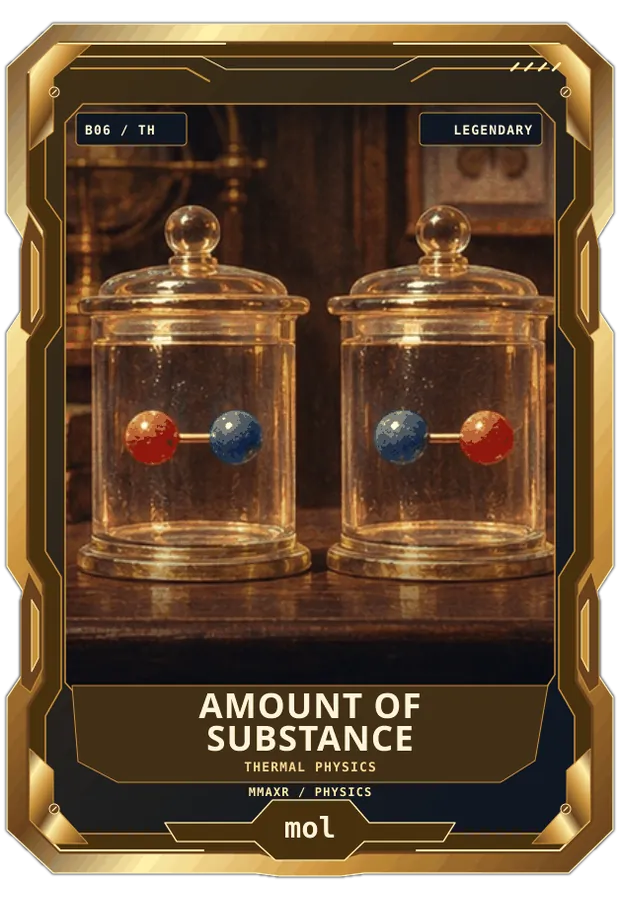 B06 / TH
LEGENDARY
AMOUNT OF
SUBSTANCE
THERMAL PHYSICS
MMAXR / PHYSICS
mol